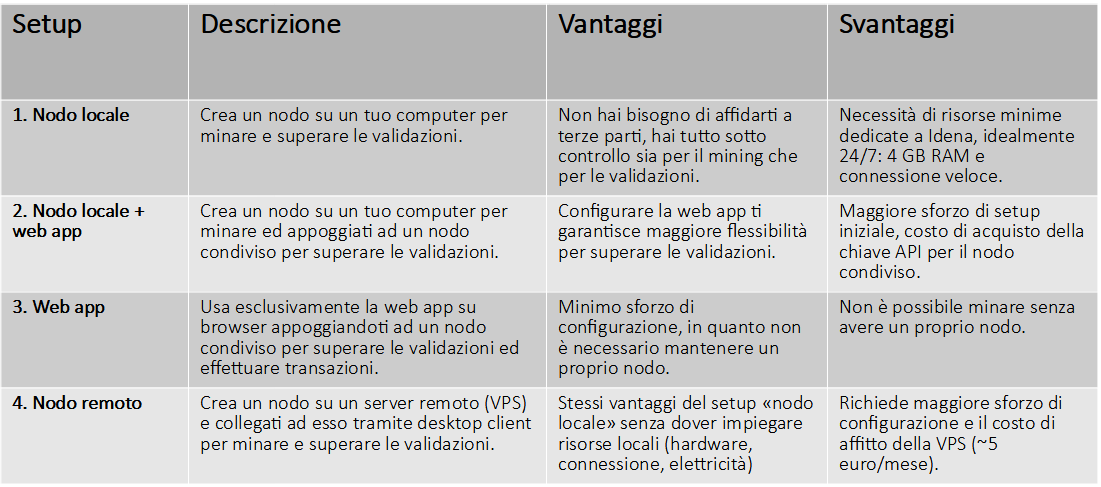 Setup
Descrizione
Vantaggi
Svantaggi
1. Nodo locale
Crea un nodo su un tuo computer per
minare e superare le validazioni.
Non hai bisogno di affidarti a
terze parti, hai tutto sotto
controllo sia per il mining che
per le validazioni.
Necessità di risorse minime
dedicate a Idena, idealmente
24/7: 4 GB RAM e
connessione veloce.
2. Nodo locale +
web app
Crea un nodo su un tuo computer per
minare ed appoggiati ad un nodo
condiviso per superare le validazioni.
Configurare la web app ti
garantisce maggiore flessibilità
per superare le validazioni.
Maggiore sforzo di setup
iniziale, costo di acquisto della
chiave API per il nodo
condiviso.
3. Web app
Usa esclusivamente la web app su
browser appoggiandoti ad un nodo
condiviso per superare le validazioni ed
effettuare transazioni.
Minimo sforzo di
configurazione, in quanto non
è necessario mantenere un
proprio nodo.
Non è possibile minare senza
avere un proprio nodo.
4. Nodo remoto
Crea un nodo su un server remoto (VPS)
e collegati ad esso tramite desktop client
per minare e superare le validazioni.
Stessi vantaggi del setup «nodo
locale» senza dover impiegare
risorse locali (hardware,
connessione, elettricità)
Richiede maggiore sforzo di
configurazione e il costo di
affitto della VPS (~5
euro/mese).